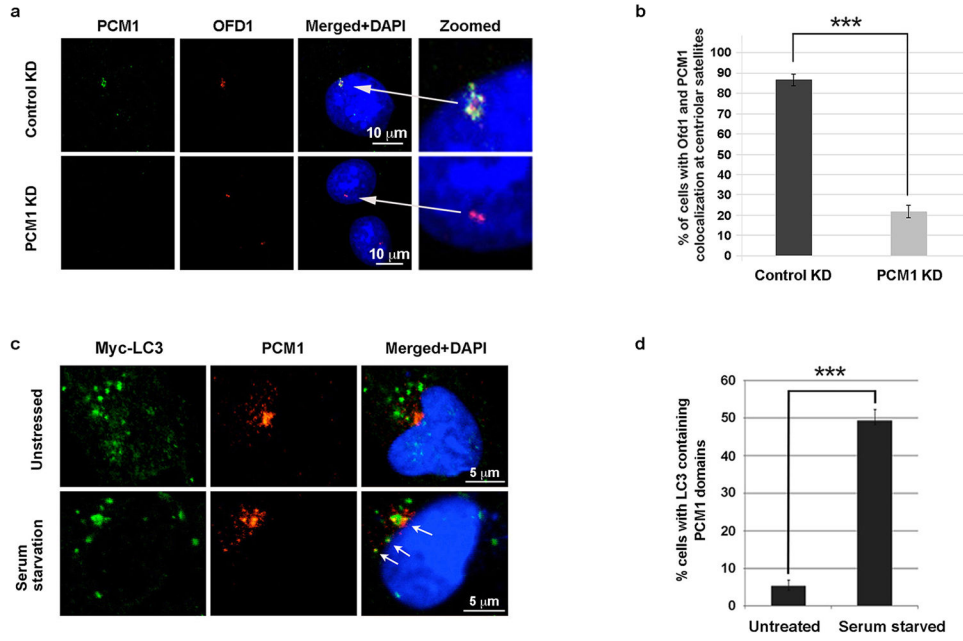 a
PCM1 OFD1 Merged+DAPI Zoomed
Control KD
10 μm
PCM1 KD
10 μm
b
***
% of cells with Ofd1 and PCM1
colocalization at centriolar satellites
100
90
80
70
60
50
40
30
20
10
0
Control KD PCM1 KD
c
Myc-LC3 PCM1 Merged+DAPI
Unstressed
5 μm
Serum
starvation
5 μm
d
***
% cells with LC3 containing
PCM1 domains
60
50
40
30
20
10
0
Untreated Serum starved